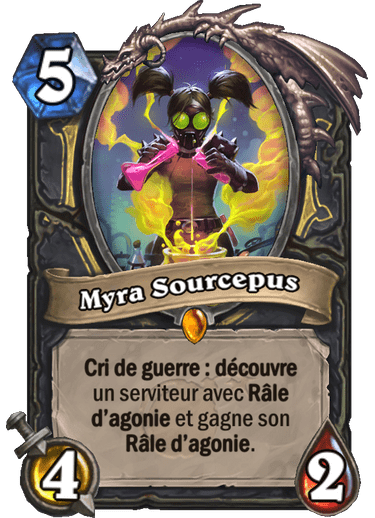 5
Myra Sourcepus
Cri de guerre : découvre
un serviteur avec Râle
d'agonie et gagne son
Râle d'agonie.
4
2